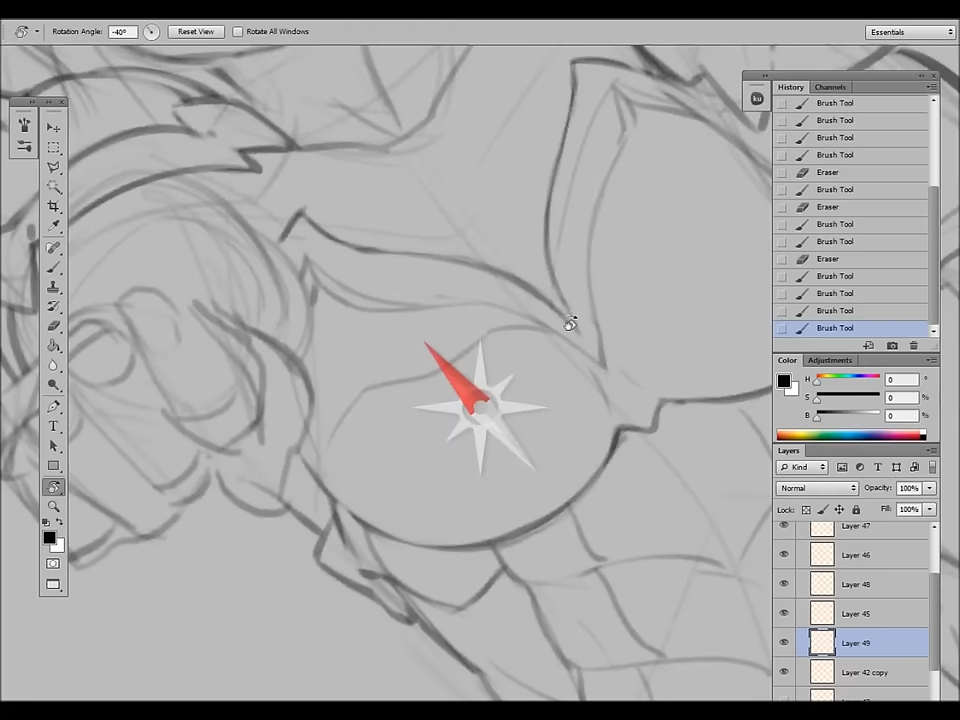 Rotation Angle: -40° Reset View Rotate All Windows Essentials
History Channels
ku
Brush Tool
Brush Tool
Brush Tool
Brush Tool
Eraser
Brush Tool
Eraser
Brush Tool
Brush Tool
Eraser
Brush Tool
Brush Tool
Brush Tool
Brush Tool
Color Adjustments
H 0 °
S 0 %
B 0 %
Layers
Kind
Normal Opacity: 100%
Lock: Fill: 100%
Layer 47
Layer 46
Layer 48
Layer 45
Layer 49
Layer 42 copy